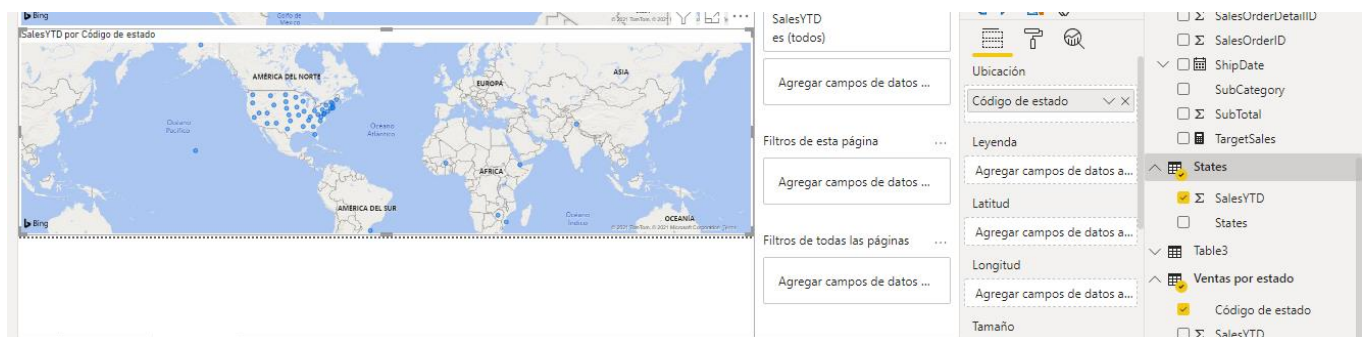 Bing
Golfo de
México
SalesYTD por Código de estado
AMÉRICA DEL NORTE
EUROPA
ASIA
Océano
Pacífico
Océano
Atlántico
ÁFRICA
AMÉRICA DEL SUR
Océano
Índico
OCEANÍA
Bing
© 2021 TomTom, © 2021 Microsoft Corporation Terms
SalesYTD
es (todos)
Agregar campos de datos ...
Filtros de esta página ...
Agregar campos de datos ...
Filtros de todas las páginas ...
Agregar campos de datos ...
Ubicación
Código de estado
Leyenda
Agregar campos de datos a...
Latitud
Agregar campos de datos a...
Longitud
Agregar campos de datos a...
Tamaño
Σ SalesOrderDetailID
Σ SalesOrderID
ShipDate
SubCategory
Σ SubTotal
TargetSales
States
Σ SalesYTD
States
Table3
Ventas por estado
Código de estado
Σ SalesYTD